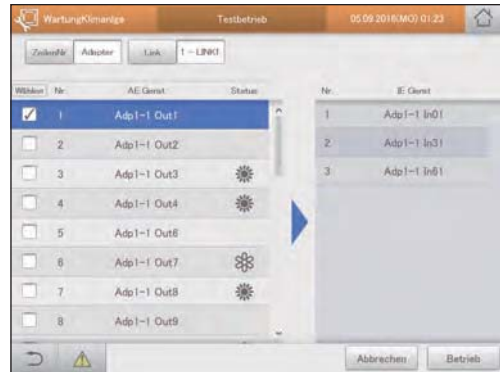 WartungKlimanlge Testbetrieb 05.09.2016(MO) 01:23
ZeilenNr Adapter Link 1 - LINK1
Wählen Nr. AE Gerät Status
1 Adp1-1 Out1
2 Adp1-1 Out2
3 Adp1-1 Out3
4 Adp1-1 Out4
5 Adp1-1 Out6
6 Adp1-1 Out7
7 Adp1-1 Out8
8 Adp1-1 Out9
Nr. IE Gerät
1 Adp1-1 In01
2 Adp1-1 In31
3 Adp1-1 In61
Abbrechen Betrieb